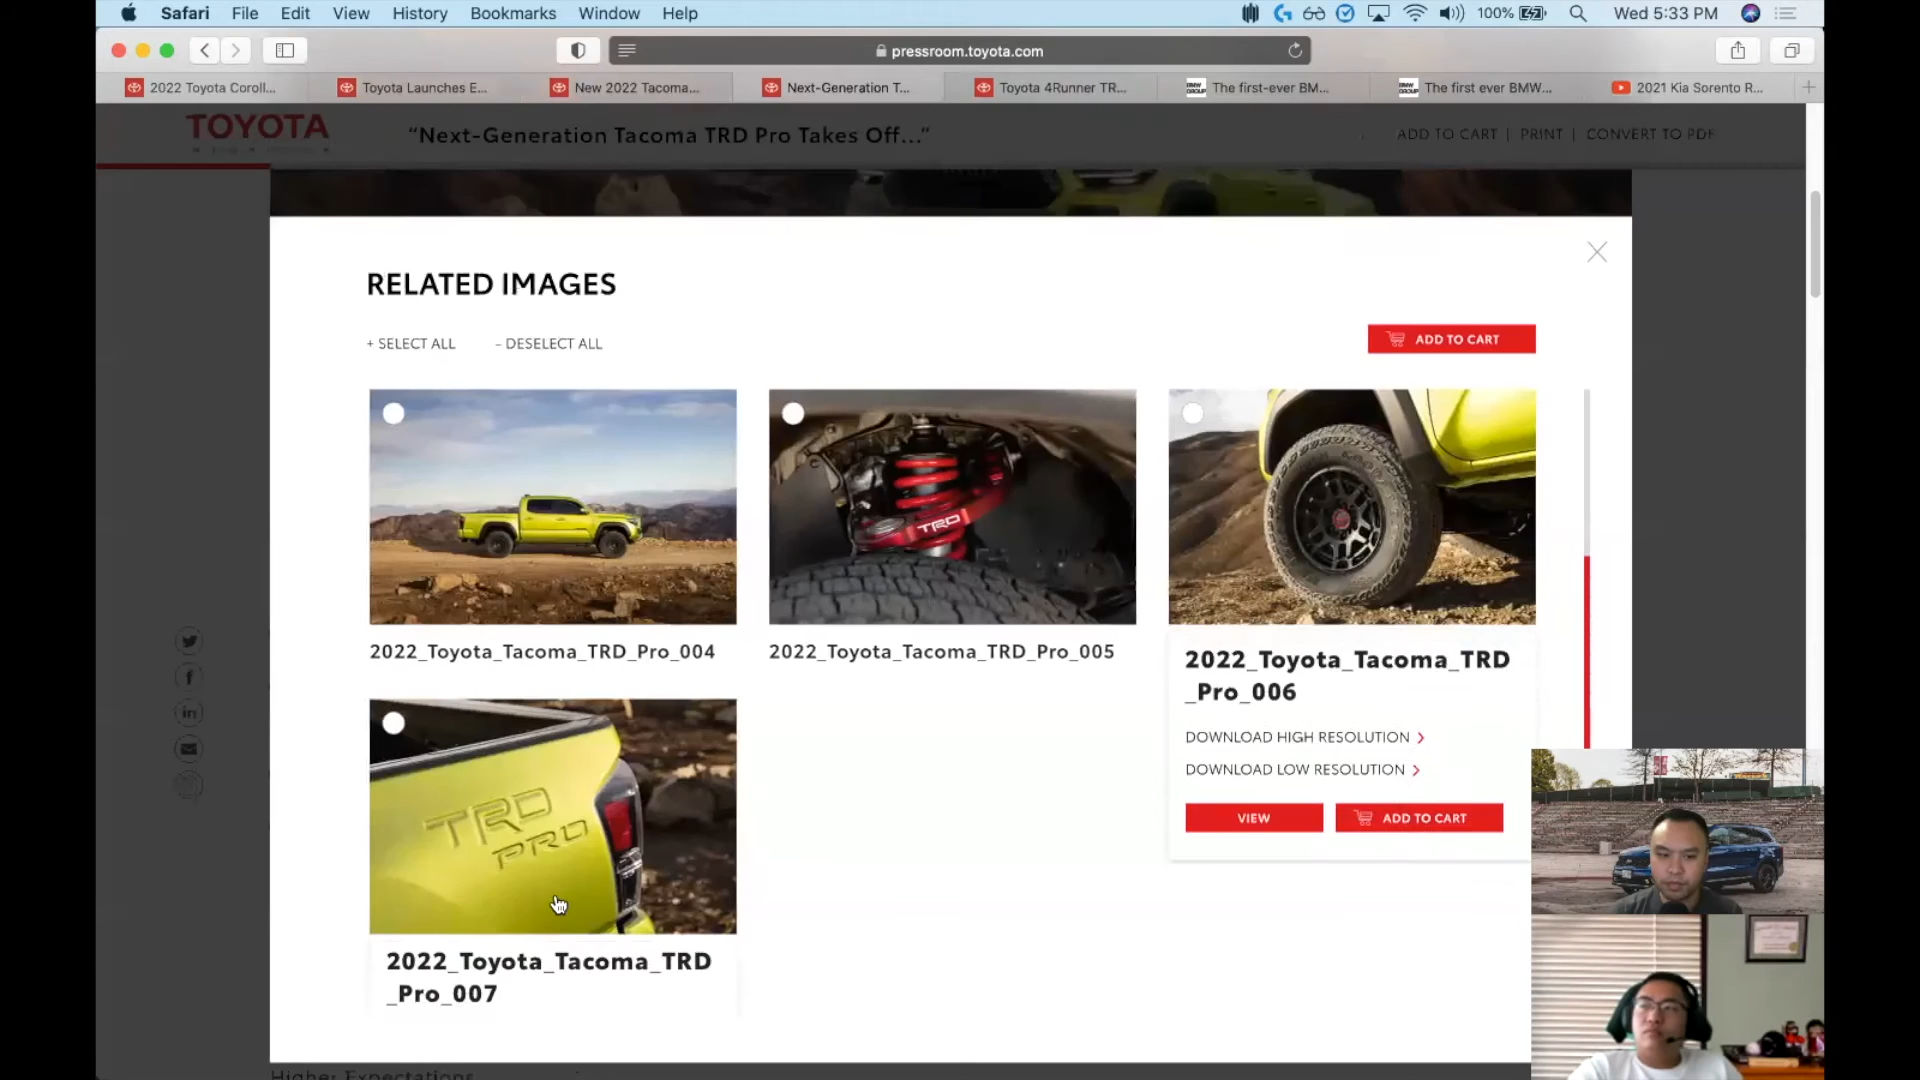 Safari File Edit View History Bookmarks Window Help 100% Wed 5:33 PM
pressroom.toyota.com
2022 Toyota Coroll... Toyota Launches E... New 2022 Tacoma... Next-Generation T... Toyota 4Runner TR... The first-ever BM... The first ever BMW... 2021 Kia Sorento R...
TOYOTA "Next-Generation Tacoma TRD Pro Takes Off..." ADD TO CART | PRINT | CONVERT TO PDF
RELATED IMAGES
+ SELECT ALL - DESELECT ALL ADD TO CART
TRD
2022_Toyota_Tacoma_TRD_Pro_004 2022_Toyota_Tacoma_TRD_Pro_005
2022_Toyota_Tacoma_TRD
_Pro_006
DOWNLOAD HIGH RESOLUTION
DOWNLOAD LOW RESOLUTION
VIEW ADD TO CART
TRD
PRO
2022_Toyota_Tacoma_TRD
_Pro_007
Higher Expectations